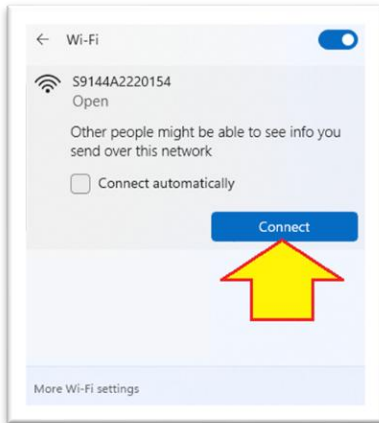 Wi-Fi
S9144A2220154
Open
Other people might be able to see info you
send over this network
Connect automatically
Connect
More Wi-Fi settings